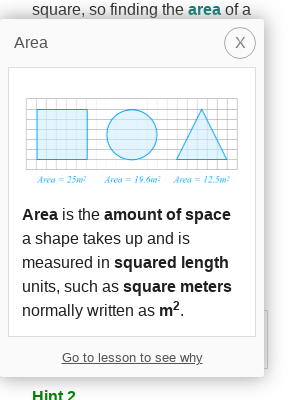 square, so finding the area of a
Area
X
Area = 25m²
Area = 19.6m²
Area = 12.5m²
Area is the amount of space
a shape takes up and is
measured in squared length
units, such as square meters
normally written as m².
Go to lesson to see why
Hint 2